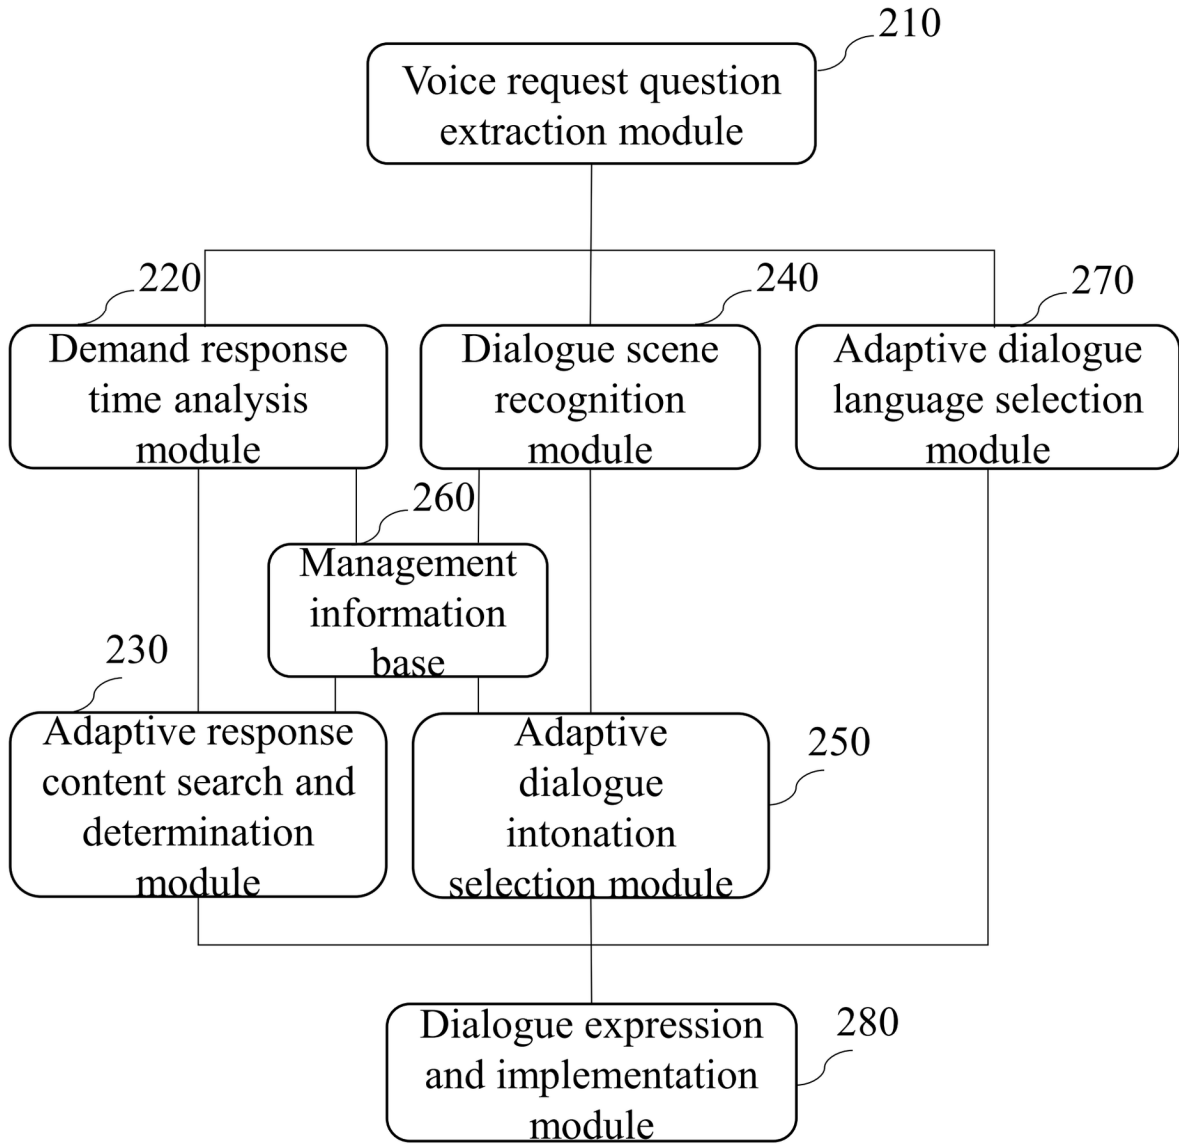 210
Voice request question
extraction module
220
240
270
Demand response
time analysis
module
Dialogue scene
recognition
module
Adaptive dialogue
language selection
module
260
Management
information
base
230
Adaptive response
content search and
determination
module
Adaptive
dialogue
intonation
selection module
250
Dialogue expression
and implementation
module
280